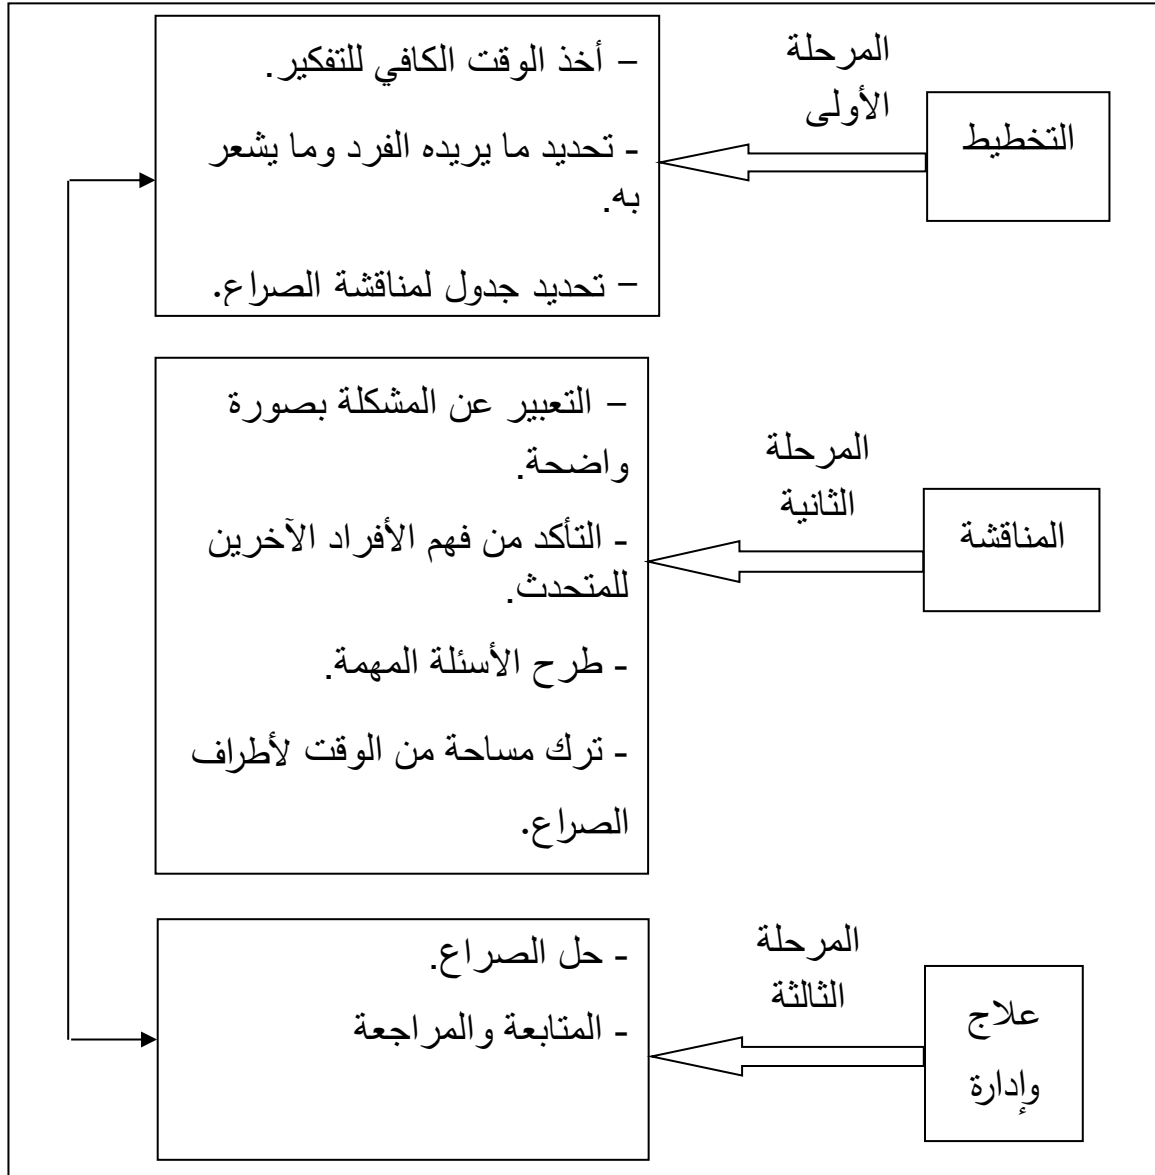 التخطيط
المرحلة
الأولى
– أخذ الوقت الكافي للتفكير.
- تحديد ما يريده الفرد وما يشعر
به.
– تحديد جدول لمناقشة الصراع.
المناقشة
المرحلة
الثانية
– التعبير عن المشكلة بصورة
واضحة.
- التأكد من فهم الأفراد الآخرين
للمتحدث.
- طرح الأسئلة المهمة.
- ترك مساحة من الوقت لأطراف
الصراع.
علاج
وإدارة
المرحلة
الثالثة
- حل الصراع.
- المتابعة والمراجعة